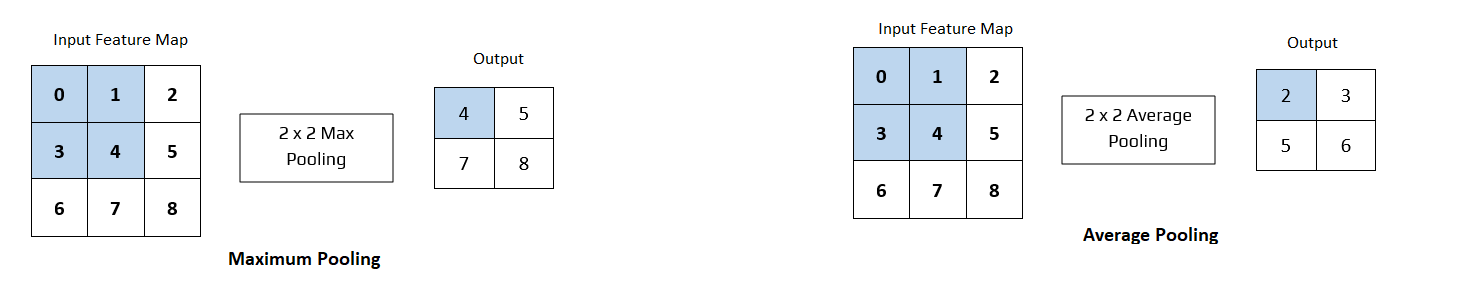 Input Feature Map
0 1 2
3 4 5
6 7 8
2 x 2 Max
Pooling
Output
4 5
7 8
Maximum Pooling
Input Feature Map
0 1 2
3 4 5
6 7 8
2 x 2 Average
Pooling
Output
2 3
5 6
Average Pooling